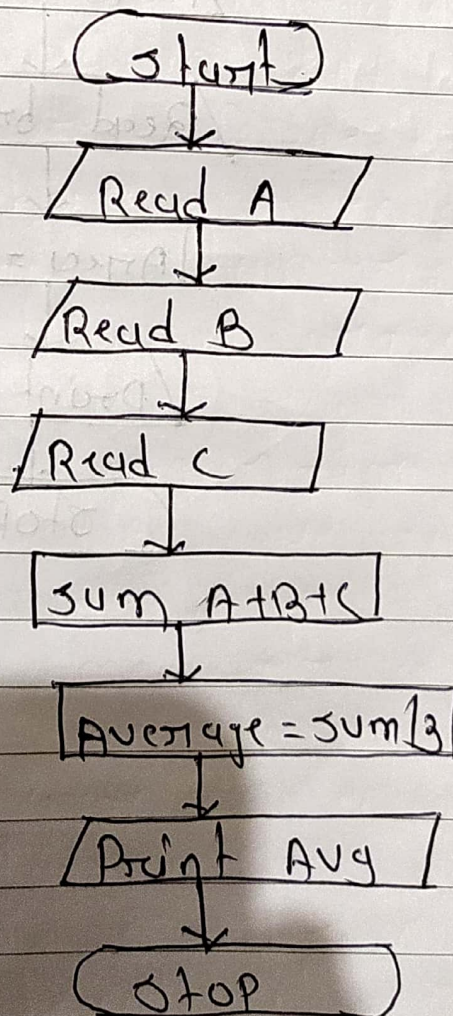 Start
Read A
Read B
Read C
Sum A+B+C
Average = Sum/3
Print Avg
Stop